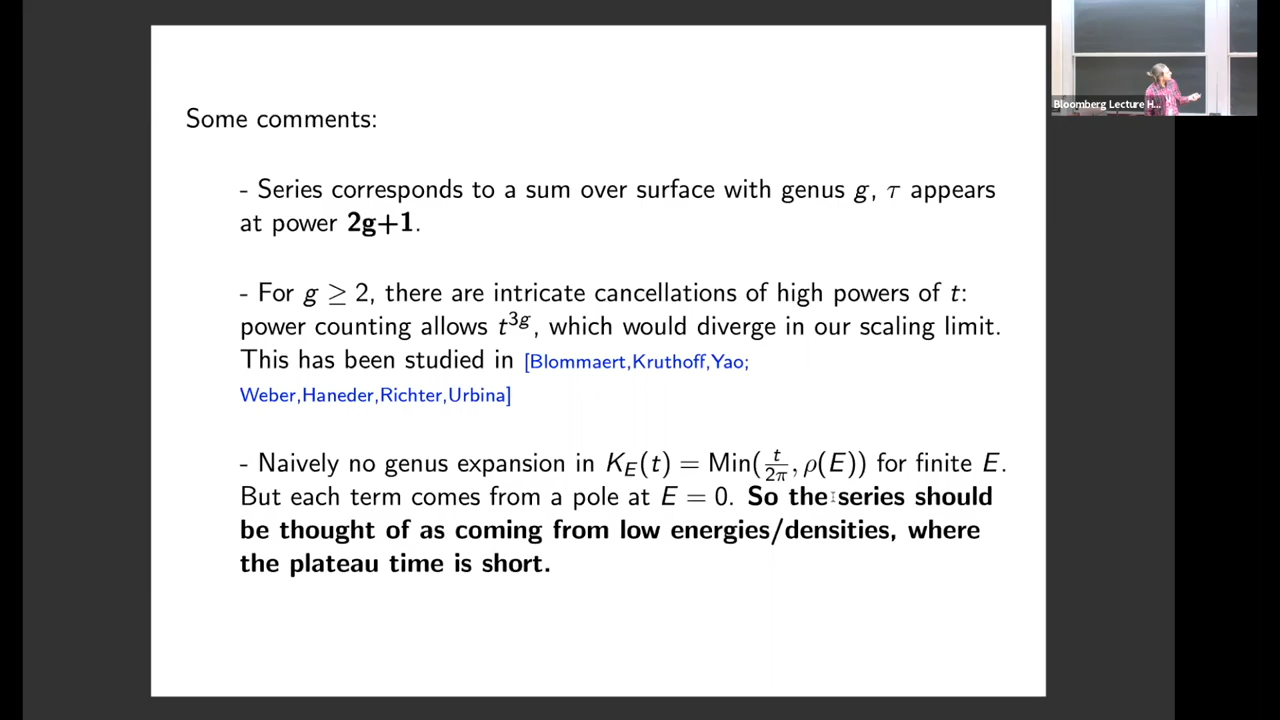 Some comments:
- Series corresponds to a sum over surface with genus g, τ appears
at power 2g+1.
- For g ≥ 2, there are intricate cancellations of high powers of t:
power counting allows t^{3g}, which would diverge in our scaling limit.
This has been studied in [Blommaert,Kruthoff,Yao;
Weber,Haneder,Richter,Urbina]
- Naively no genus expansion in K_E(t) = Min(t/2π, ρ(E)) for finite E.
But each term comes from a pole at E = 0. So the series should
be thought of as coming from low energies/densities, where
the plateau time is short.
Bloomberg Lecture H...